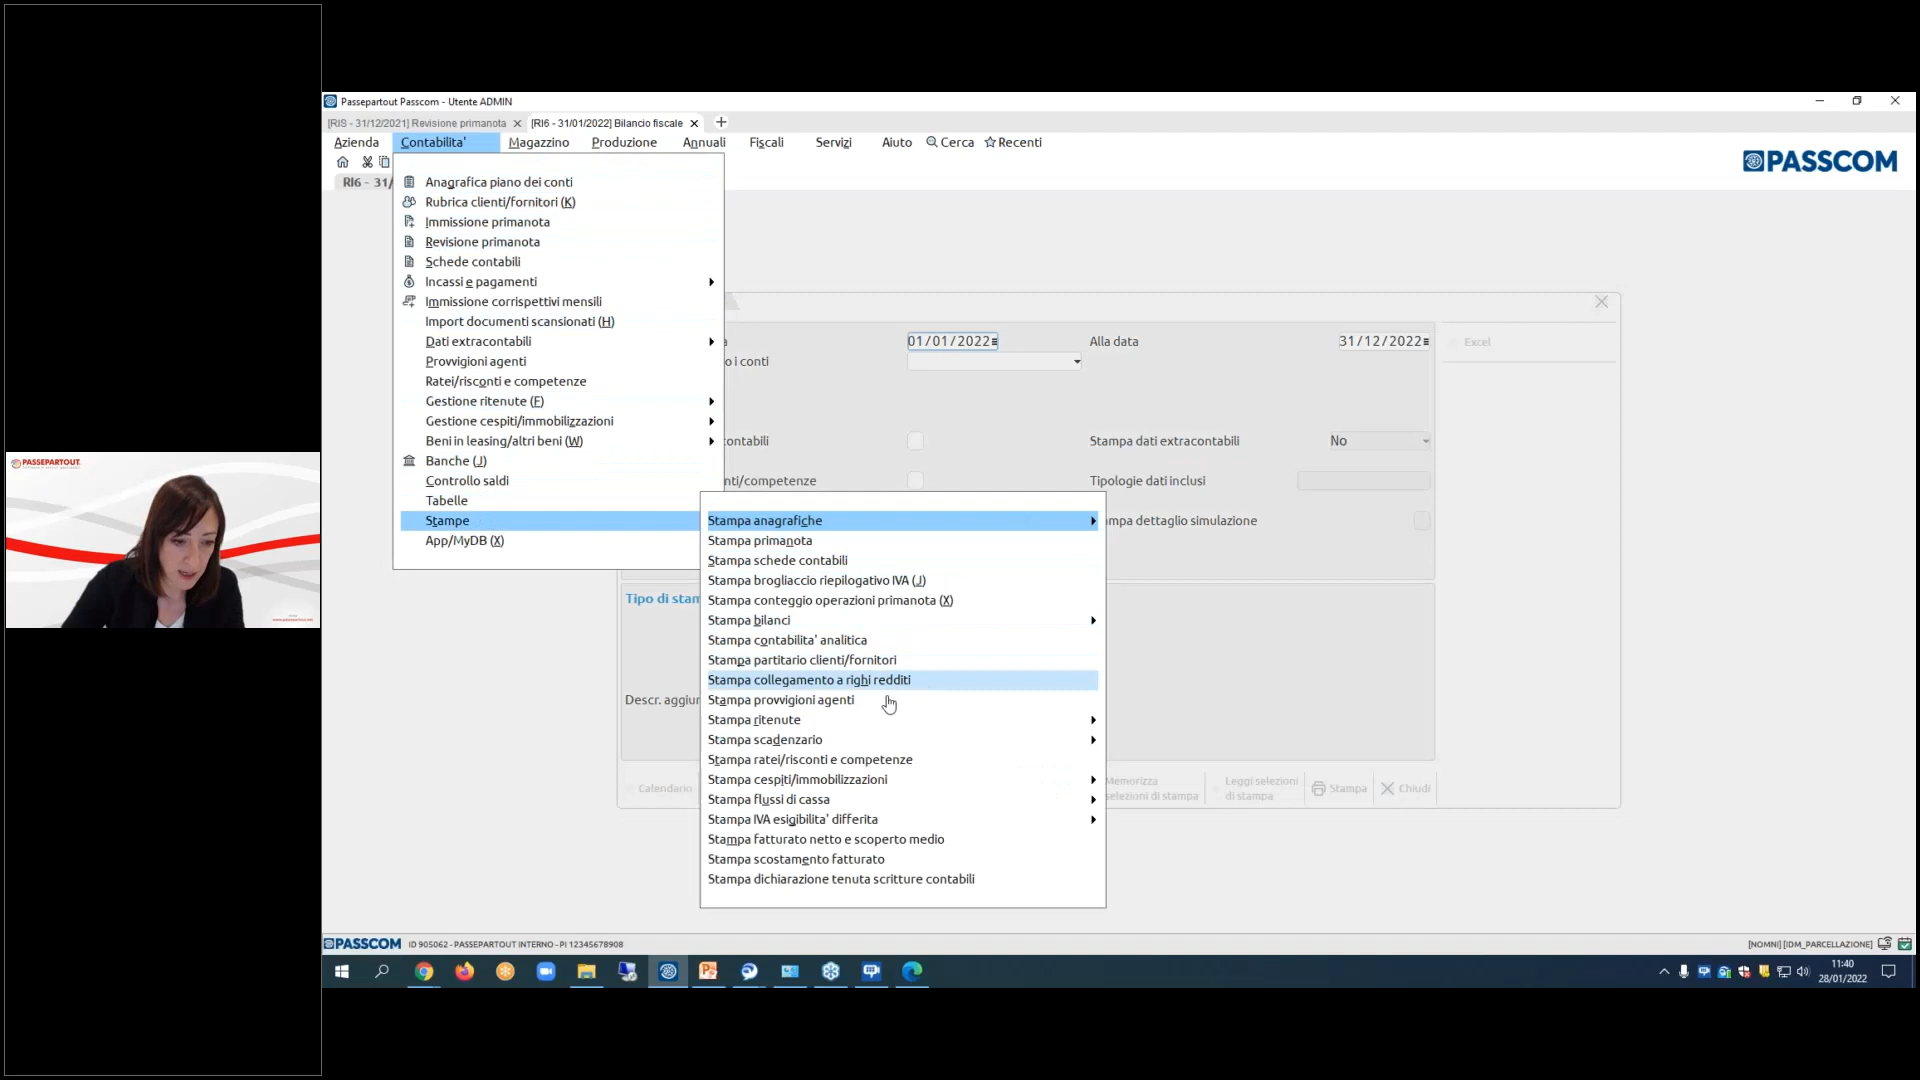 Passepartout Passcom - Utente ADMIN
[RIS - 31/12/2021] Revisione primanota
[RI6 - 31/01/2022] Bilancio fiscale
Azienda Contabilita' Magazzino Produzione Annuali Fiscali Servizi Aiuto Cerca Recenti
PASSCOM
RI6 - 31/
Anagrafica piano dei conti
Rubrica clienti/fornitori (K)
Immissione primanota
Revisione primanota
Schede contabili
Incassi e pagamenti
Immissione corrispettivi mensili
Import documenti scansionati (H)
Dati extracontabili
Provvigioni agenti
Ratei/risconti e competenze
Gestione ritenute (F)
Gestione cespiti/immobilizzazioni
Beni in leasing/altri beni (W)
Banche (J)
Controllo saldi
Tabelle
Stampe
App/MyDB (X)
Stampa anagrafiche
Stampa primanota
Stampa schede contabili
Stampa brogliaccio riepilogativo IVA (J)
Stampa conteggio operazioni primanota (X)
Stampa bilanci
Stampa contabilita' analitica
Stampa partitario clienti/fornitori
Stampa collegamento a righi redditi
Stampa provvigioni agenti
Stampa ritenute
Stampa scadenzario
Stampa ratei/risconti e competenze
Stampa cespiti/immobilizzazioni
Stampa flussi di cassa
Stampa IVA esigibilita' differita
Stampa fatturato netto e scoperto medio
Stampa scostamento fatturato
Stampa dichiarazione tenuta scritture contabili
a 01/01/2022 Alla data 31/12/2022 Excel
o i conti
contabili Stampa dati extracontabili No
nti/competenze Tipologie dati inclusi
mpa dettaglio simulazione
Tipo di stam
Descr. aggiun
Calendario
Memorizza
selezioni di stampa
Leggi selezioni
di stampa
Stampa
Chiudi
PASSEPARTOUT
PASSCOM ID 905062 - PASSEPARTOUT INTERNO - PI 12345678908
[NOMNI] [IDM_PARCELLAZIONE]
11:40
28/01/2022